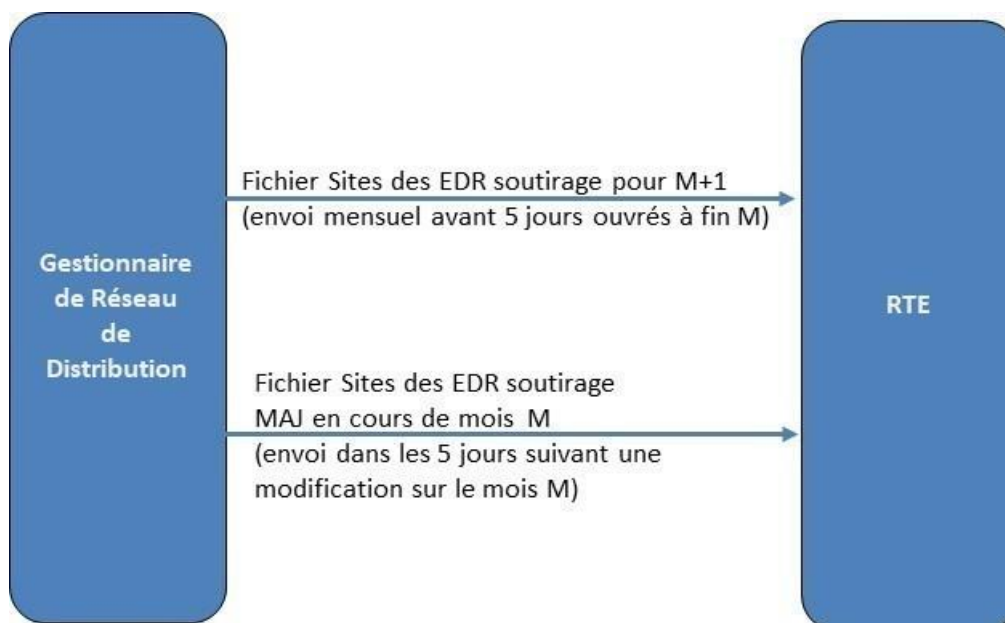 Gestionnaire
de Réseau
de
Distribution
Fichier Sites des EDR soutirage pour M+1
(envoi mensuel avant 5 jours ouvrés à fin M)
Fichier Sites des EDR soutirage
MAJ en cours de mois M
(envoi dans les 5 jours suivant une
modification sur le mois M)
RTE